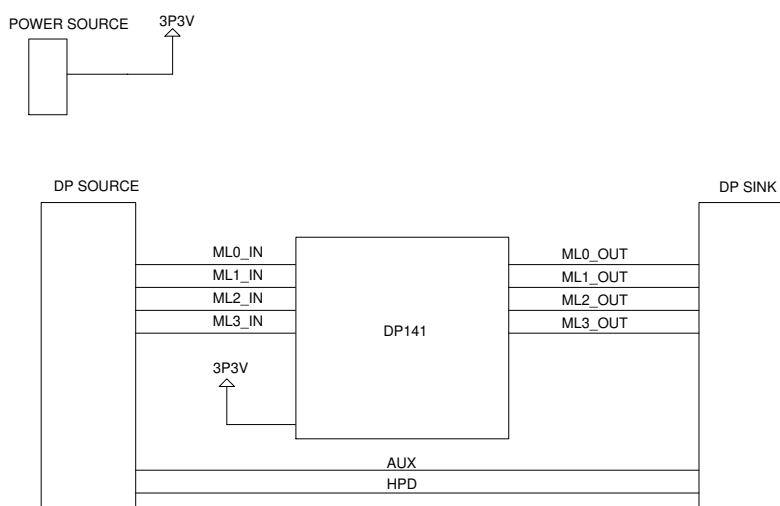 POWER SOURCE
3P3V
DP SOURCE
DP SINK
ML0_IN
ML0_OUT
ML1_IN
ML1_OUT
ML2_IN
ML2_OUT
ML3_IN
ML3_OUT
DP141
3P3V
AUX
HPD